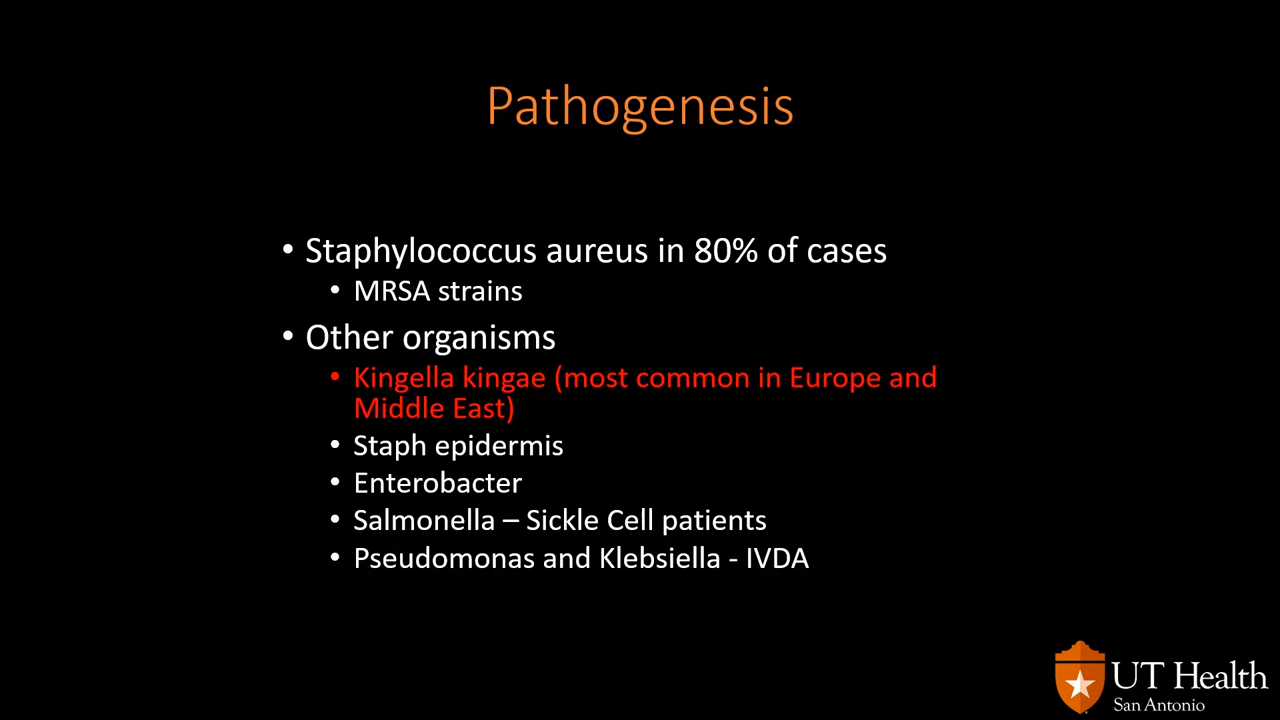 Pathogenesis
• Staphylococcus aureus in 80% of cases
• MRSA strains
• Other organisms
• Kingella kingae (most common in Europe and
Middle East)
• Staph epidermis
• Enterobacter
• Salmonella – Sickle Cell patients
• Pseudomonas and Klebsiella - IVDA
UT Health
San Antonio